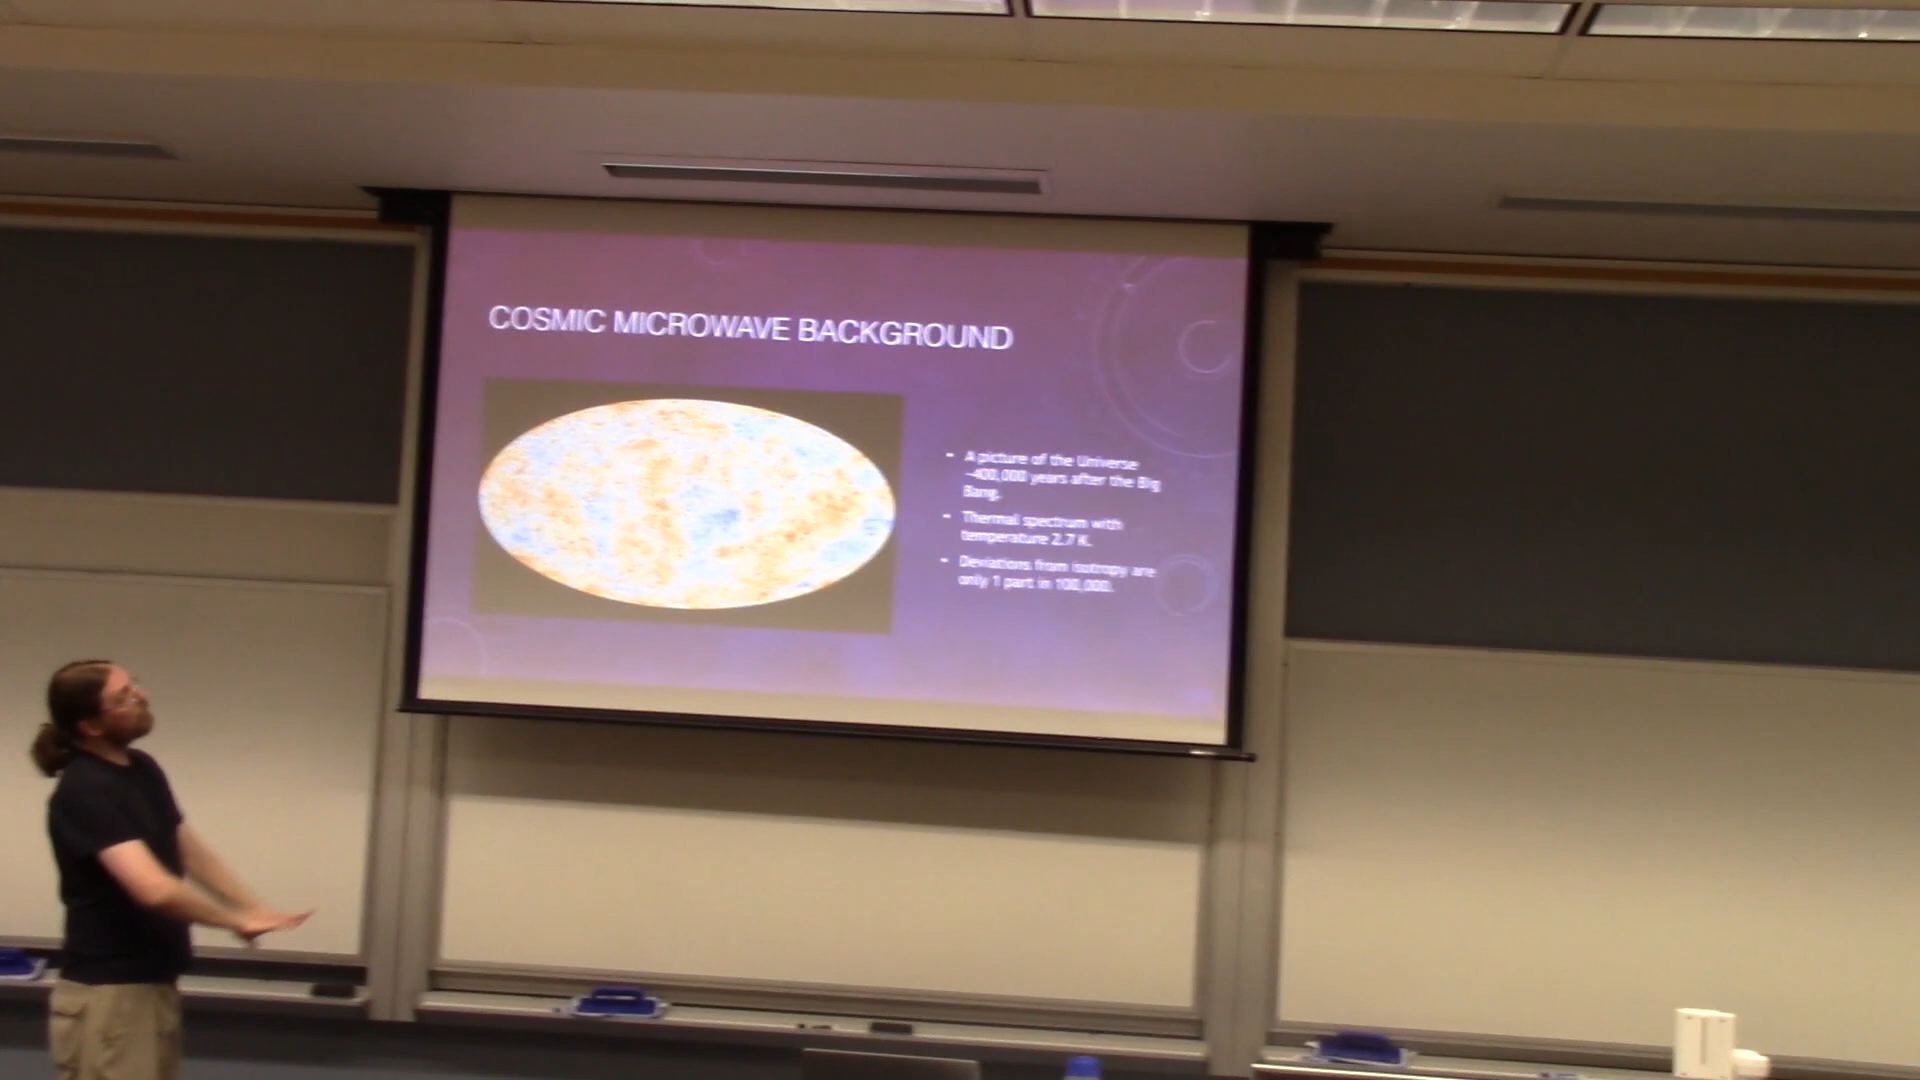 COSMIC MICROWAVE BACKGROUND
• A picture of the Universe
~400,000 years after the Big
Bang.
• Thermal spectrum with
temperature 2.7 K.
• Deviations from isotropy are
only 1 part in 100,000.